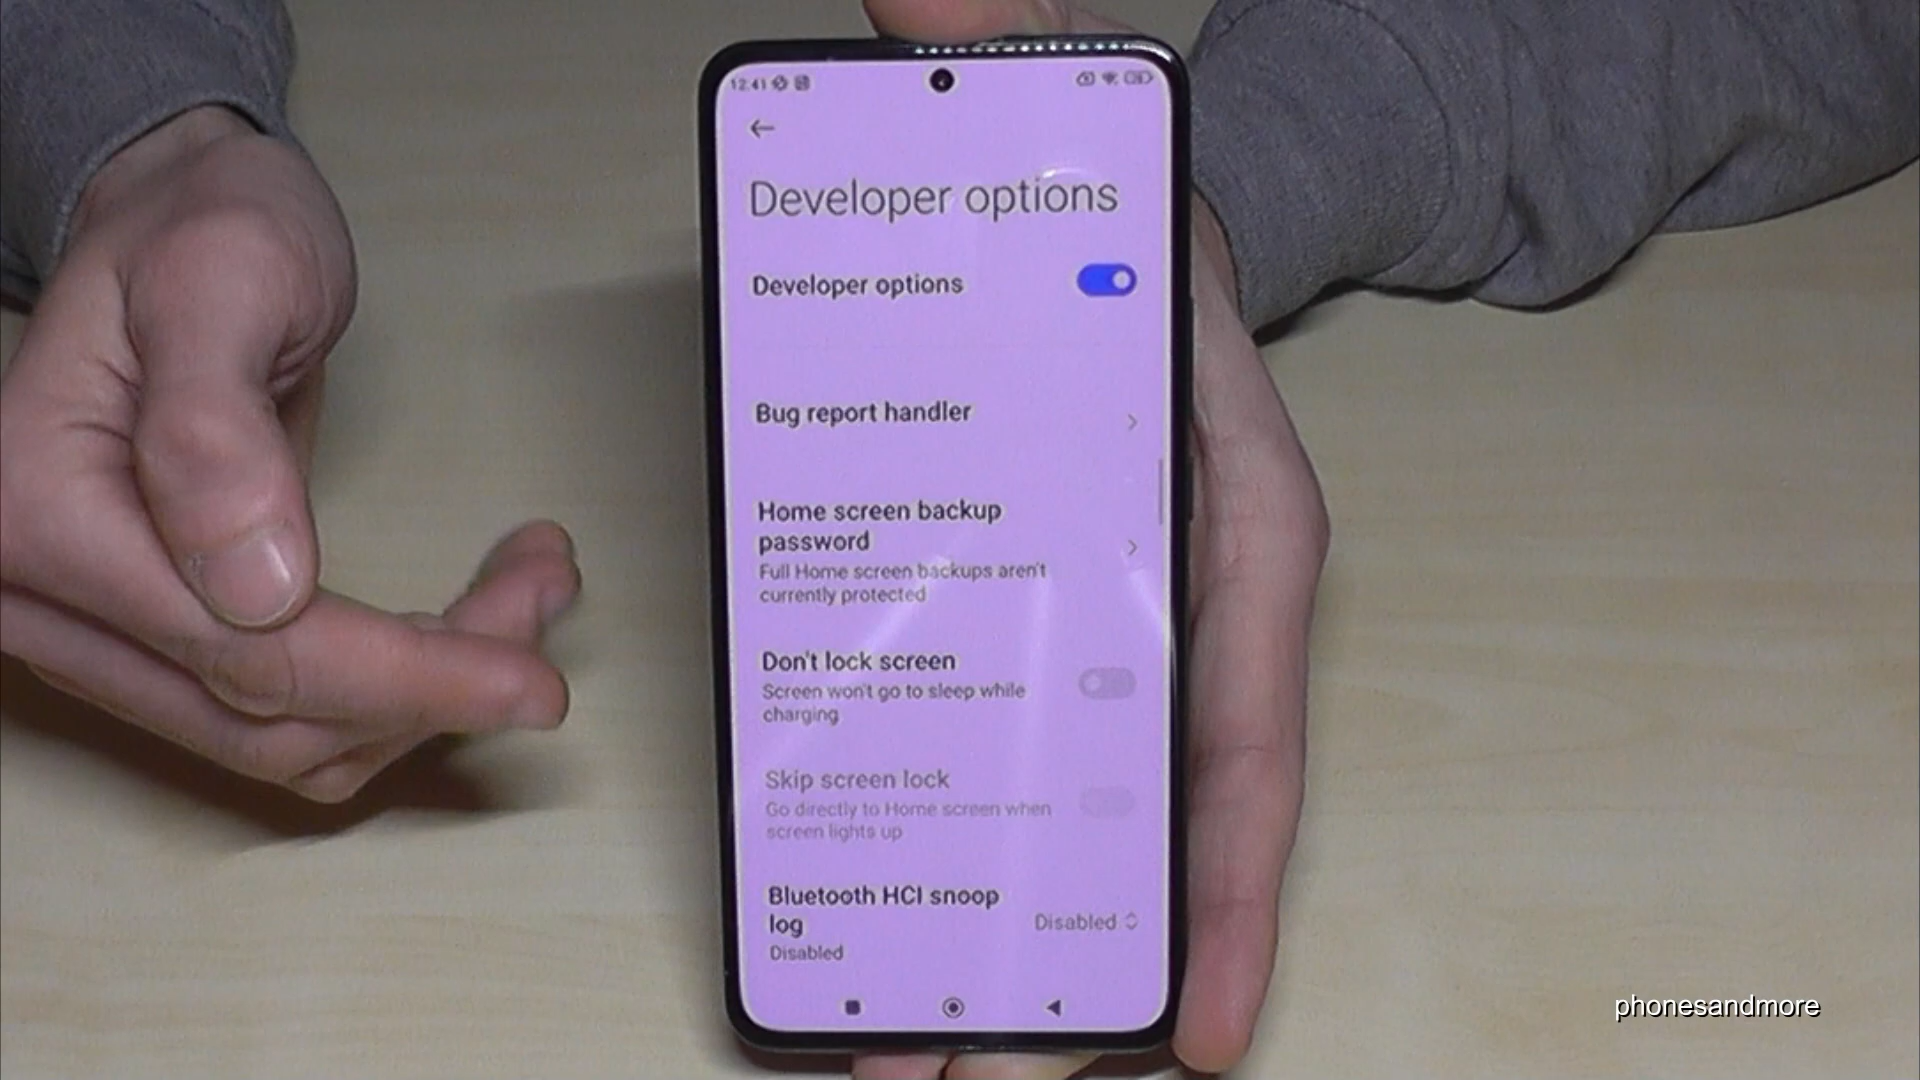 12:41
Developer options
Developer options
Bug report handler
Home screen backup
password
Full Home screen backups aren't
currently protected
Don't lock screen
Screen won't go to sleep while
charging
Skip screen lock
Go directly to Home screen when
screen lights up
Bluetooth HCI snoop
log
Disabled
Disabled
phonesandmore